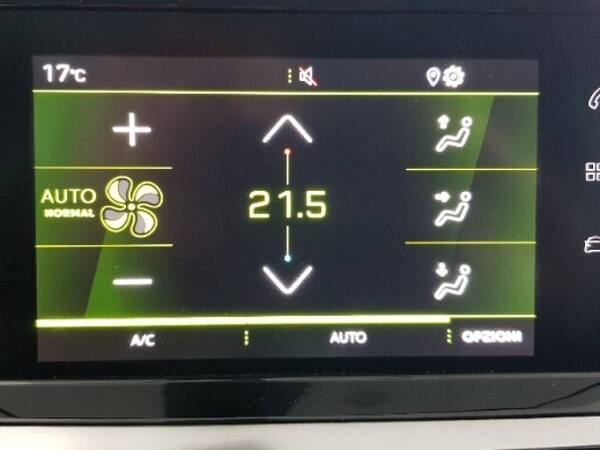 17°C
AUTO
NORMAL
21.5
A/C
AUTO
OPZIONI